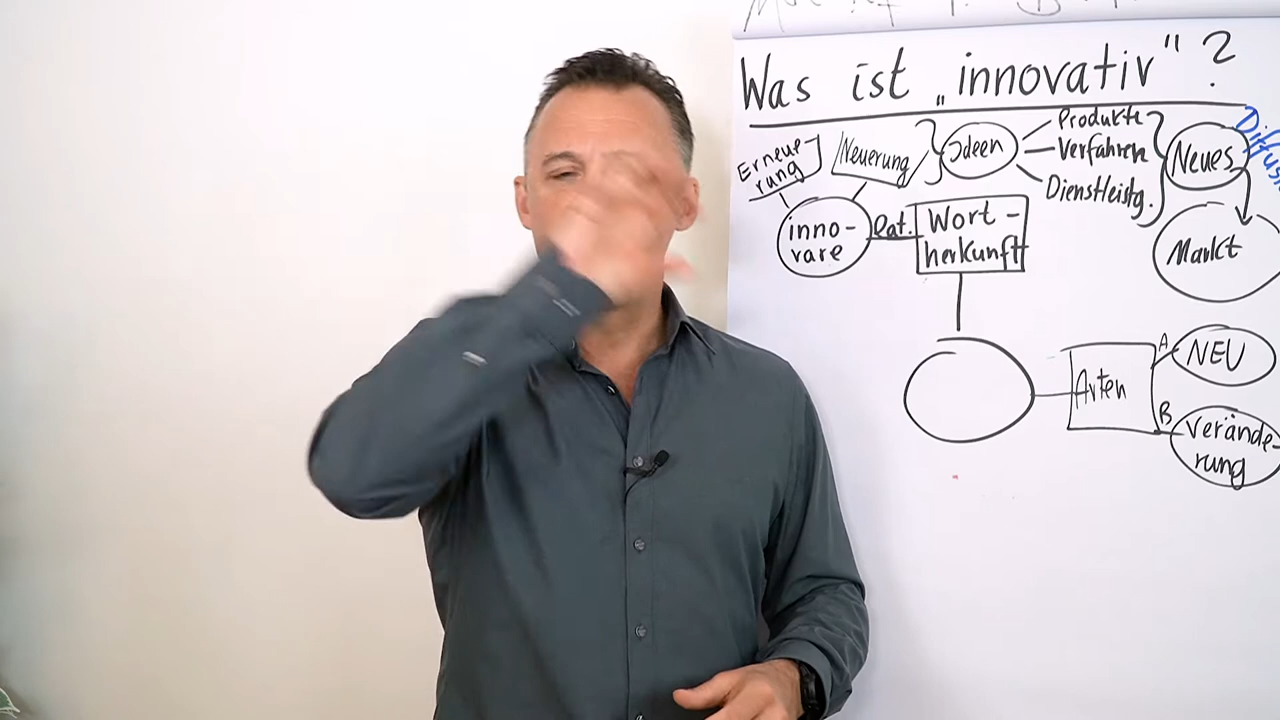 Was ist „innovativ" ?
Erneue-
rung
Neuerung
Ideen
Produkte
Verfahren
Dienstleistg.
Neues
inno-
vare
lat.
Wort-
herkunft
Markt
Arten
A
NEU
B
Verände-
rung